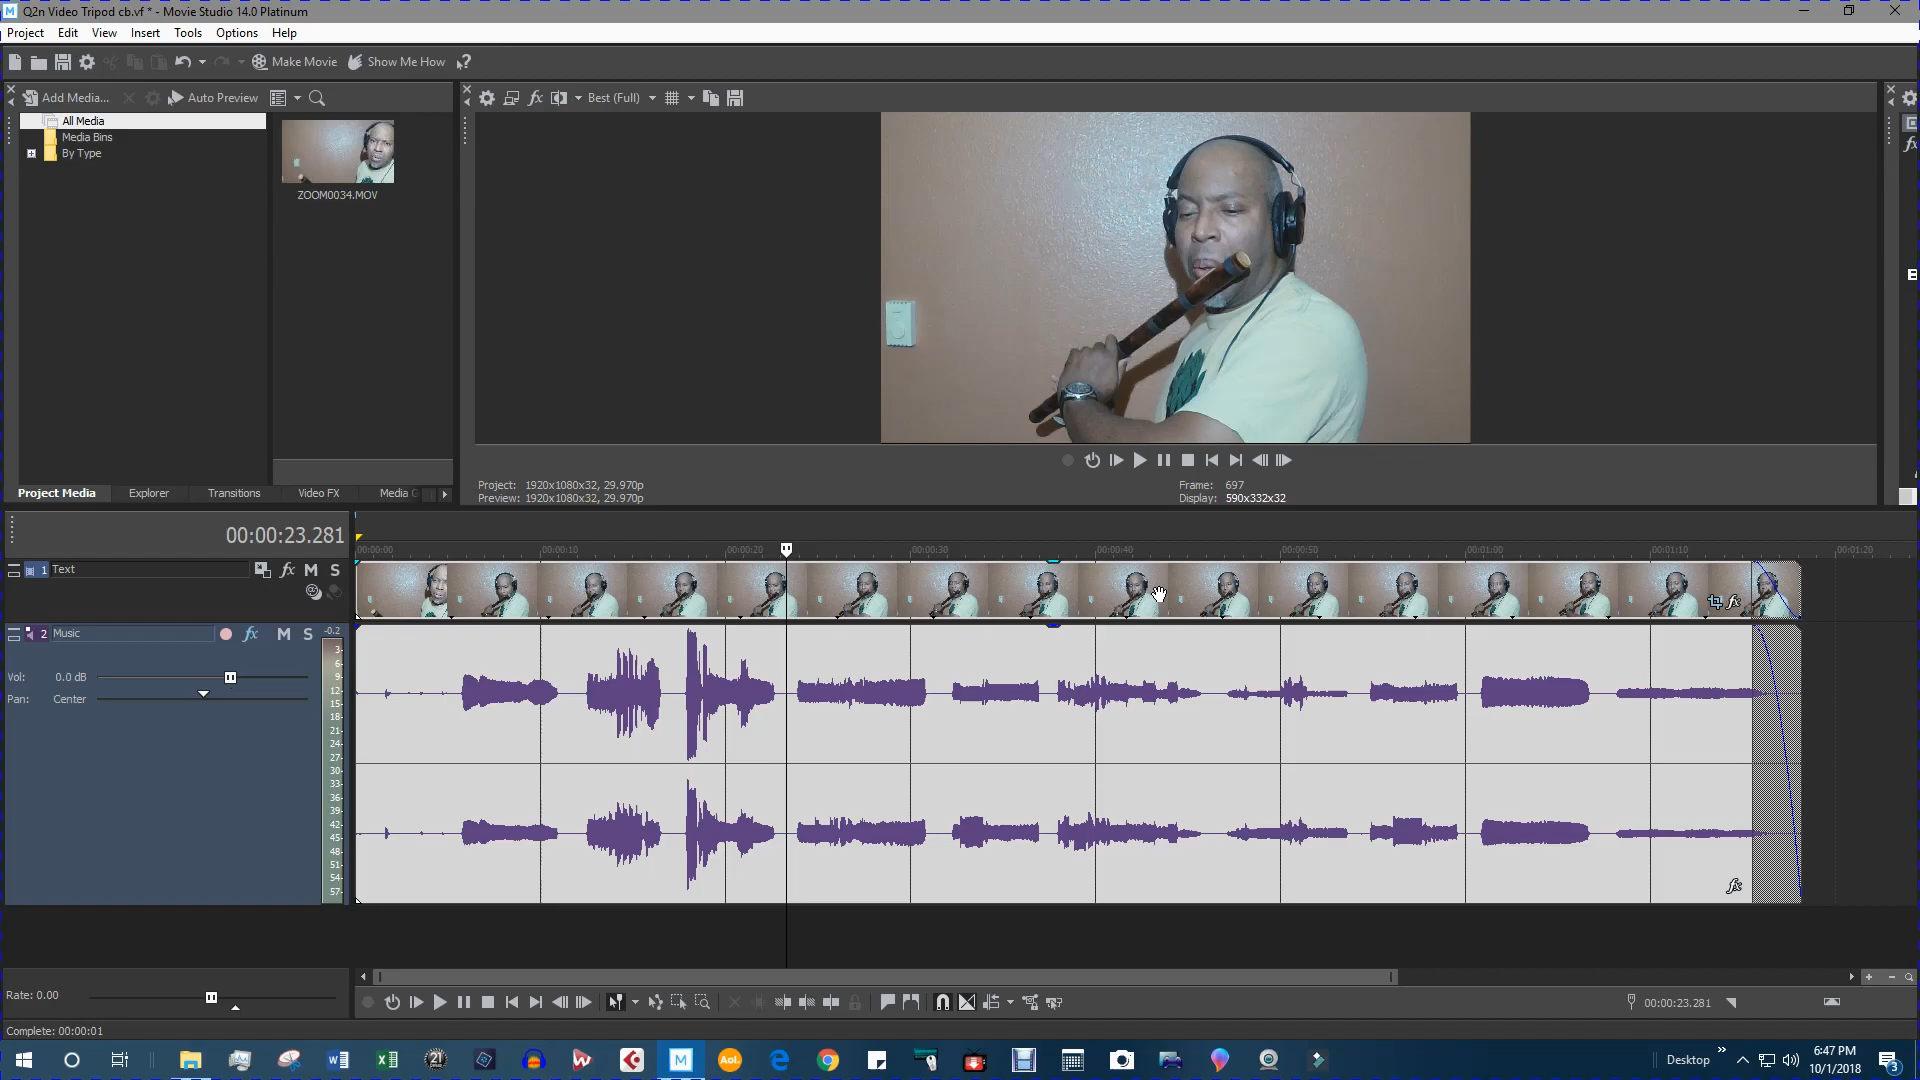 Q2n Video Tripod cb.vf * - Movie Studio 14.0 Platinum
Project Edit View Insert Tools Options Help
Make Movie Show Me How
Add Media... Auto Preview
Best (Full)
All Media
Media Bins
By Type
ZOOM0034.MOV
Project: 1920x1080x32, 29.970p
Preview: 1920x1080x32, 29.970p
Frame: 697
Display: 590x332x32
Project Media Explorer Transitions Video FX Media G
00:00:23.281
00:00:00 00:00:10 00:00:20 00:00:30 00:00:40 00:00:50 00:01:00 00:01:10 00:01:20
1 Text fx M S
2 Music fx M S -0.2
Vol: 0.0 dB
Pan: Center
3
6
9
12
15
18
21
24
27
30
33
36
39
42
45
48
51
54
57
Rate: 0.00
00:00:23.281
Complete: 00:00:01
Desktop
6:47 PM
10/1/2018
3